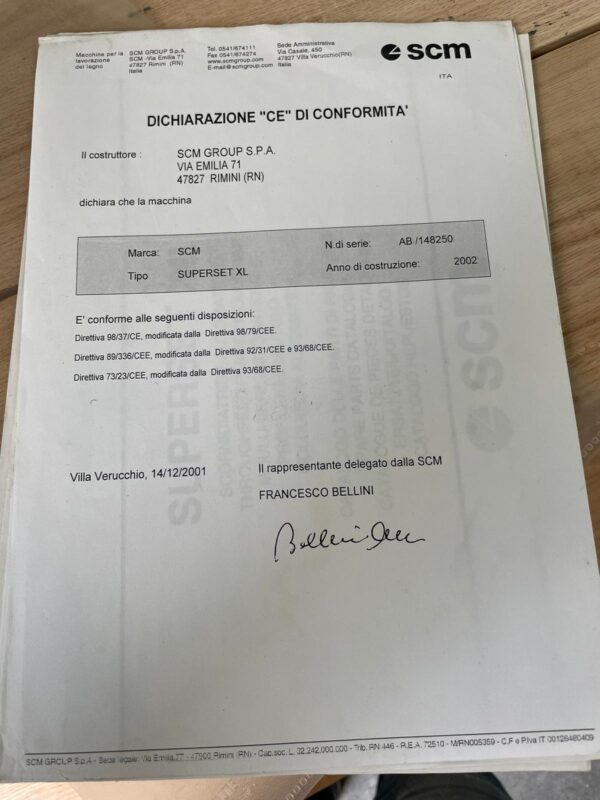 Macchine per la
lavorazione
del legno
SCM GROUP S.p.A.
SCM -Via Emilia 71
47827 Rimini (RN)
Italia
Tel. 0541/674111
Fax 0541/674274
www.scmgroup.com
E-mail@scmgroup.com
Sede Amministrativa
Via Casale, 450
47827 Villa Verucchio(RN)
Italia
scm
ITA
DICHIARAZIONE "CE" DI CONFORMITA'
Il costruttore :
SCM GROUP S.P.A.
VIA EMILIA 71
47827 RIMINI (RN)
dichiara che la macchina
Marca: SCM N.di serie: AB /148250
Tipo SUPERSET XL Anno di costruzione: 2002
E' conforme alle seguenti disposizioni:
Direttiva 98/37/CE, modificata dalla Direttiva 98/79/CEE.
Direttiva 89/336/CEE, modificata dalla Direttiva 92/31/CEE e 93/68/CEE.
Direttiva 73/23/CEE, modificata dalla Direttiva 93/68/CEE.
Villa Verucchio, 14/12/2001
Il rappresentante delegato dalla SCM
FRANCESCO BELLINI
SCM GROUP S.p.A - Sede legale: Via Emilia,77 - 47900 Rimini (RN) - Cap.soc. L. 32.242.000.000 - Trib. RN 446 - R.E.A. 72510 - M/RN005359 - C.F e P.Iva IT 00126480409